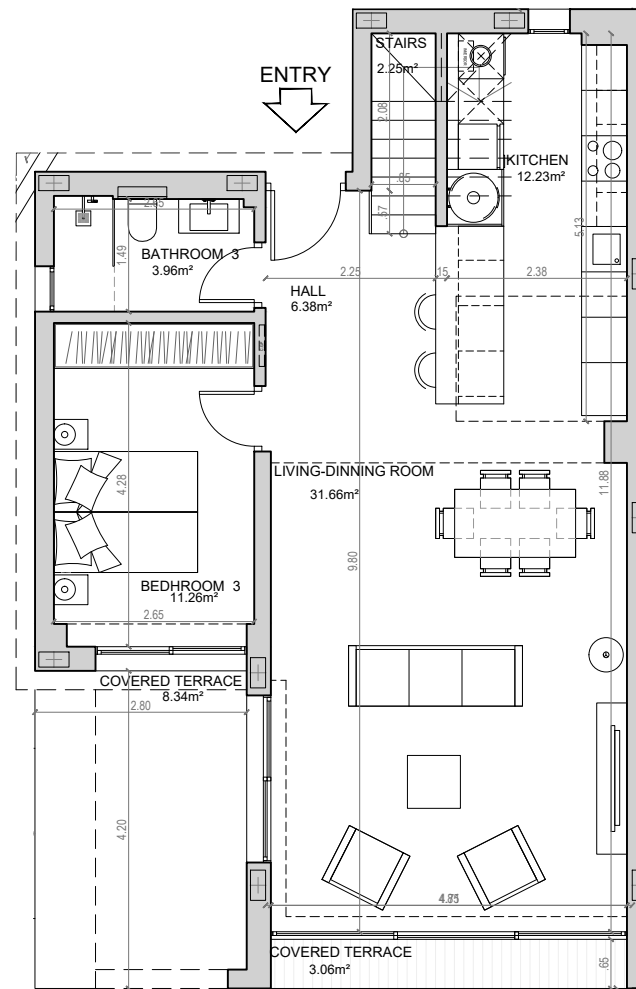 STAIRS
2.25m²
ENTRY
2.08
KITCHEN
12.23m²
.85
.57
2.65
5.13
BATHROOM 3
3.96m²
1.49
2.25
.15
2.38
HALL
6.38m²
LIVING-DINNING ROOM
31.66m²
4.28
11.88
9.80
BEDHROOM 3
11.26m²
2.65
COVERED TERRACE
8.34m²
2.80
4.20
COVERED TERRACE
3.06m²
.65